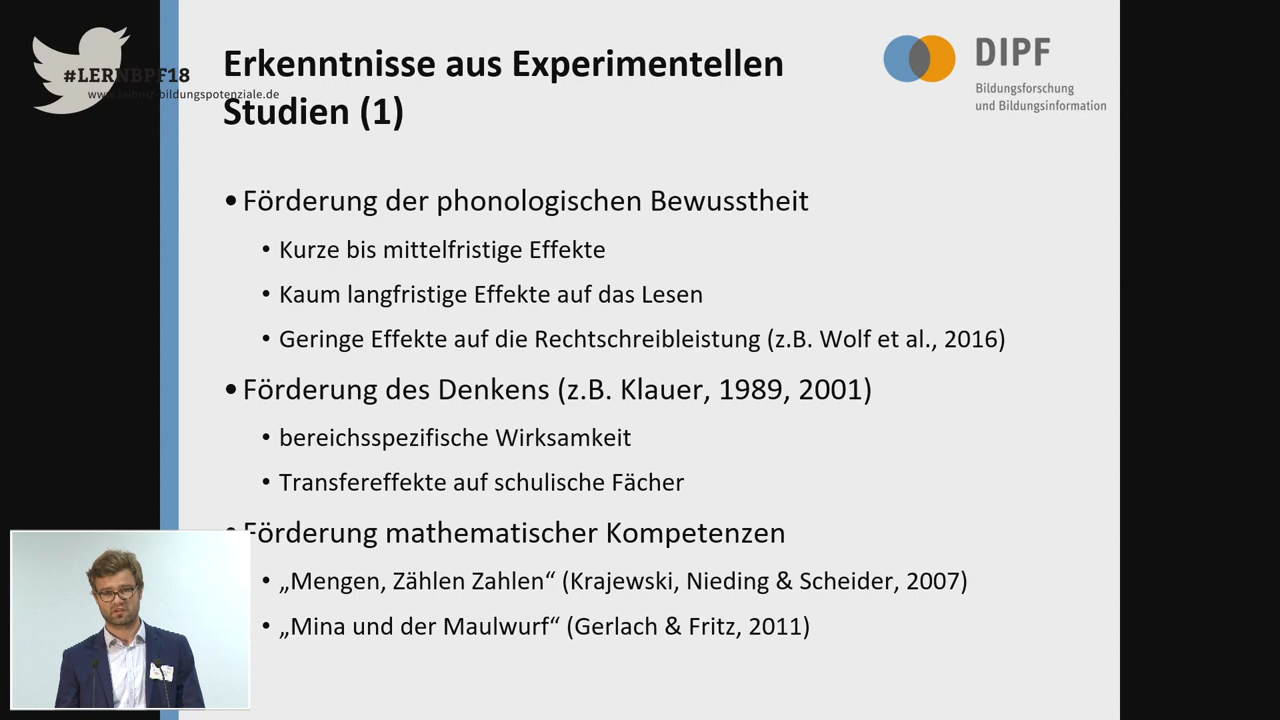 #LERNBPF18
www.leibniz-bildungspotenziale.de
Erkenntnisse aus Experimentellen
Studien (1)
DIPF
Bildungsforschung
und Bildungsinformation
• Förderung der phonologischen Bewusstheit
• Kurze bis mittelfristige Effekte
• Kaum langfristige Effekte auf das Lesen
• Geringe Effekte auf die Rechtschreibleistung (z.B. Wolf et al., 2016)
• Förderung des Denkens (z.B. Klauer, 1989, 2001)
• bereichsspezifische Wirksamkeit
• Transfereffekte auf schulische Fächer
• Förderung mathematischer Kompetenzen
• „Mengen, Zählen Zahlen“ (Krajewski, Nieding & Scheider, 2007)
• „Mina und der Maulwurf“ (Gerlach & Fritz, 2011)